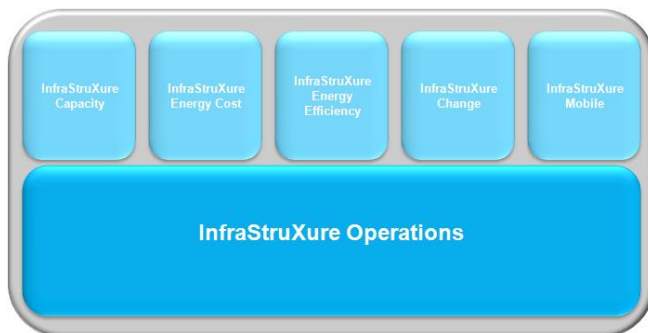 InfraStruXure
Capacity
InfraStruXure
Energy Cost
InfraStruXure
Energy
Efficiency
InfraStruXure
Change
InfraStruXure
Mobile
InfraStruXure Operations